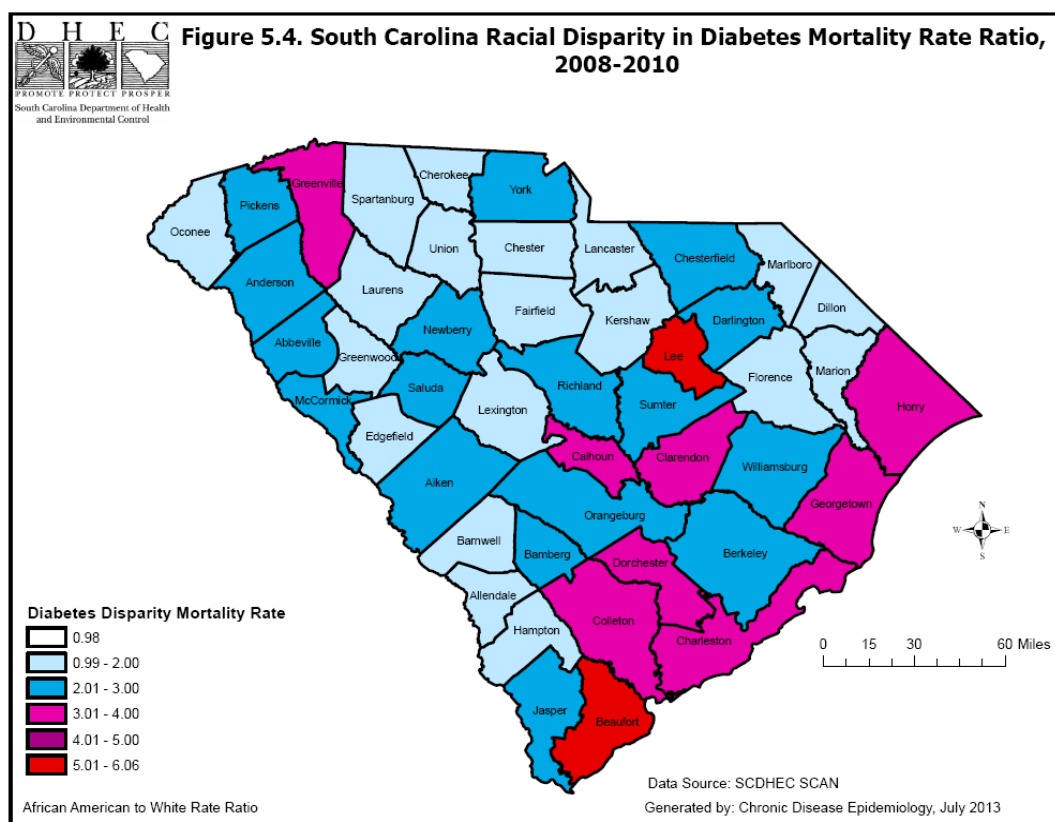 D H E C
PROMOTE PROTECT PROSPER
South Carolina Department of Health
and Environmental Control
Figure 5.4. South Carolina Racial Disparity in Diabetes Mortality Rate Ratio,
2008-2010
Cherokee
York
Greenville
Spartanburg
Pickens
Oconee
Union
Chester
Lancaster
Chesterfield
Marlboro
Anderson
Laurens
Fairfield
Kershaw
Darlington
Dillon
Newberry
Abbeville
Greenwood
Lee
Marion
Florence
Saluda
Richland
McCormick
Sumter
Horry
Lexington
Edgefield
Calhoun
Clarendon
Williamsburg
Aiken
Georgetown
Orangeburg
Barnwell
Bamberg
Berkeley
Dorchester
Allendale
Colleton
Hampton
Charleston
Jasper
Beaufort
N
W E
S
0 15 30 60 Miles
Diabetes Disparity Mortality Rate
0.98
0.99 - 2.00
2.01 - 3.00
3.01 - 4.00
4.01 - 5.00
5.01 - 6.06
African American to White Rate Ratio
Data Source: SCDHEC SCAN
Generated by: Chronic Disease Epidemiology, July 2013